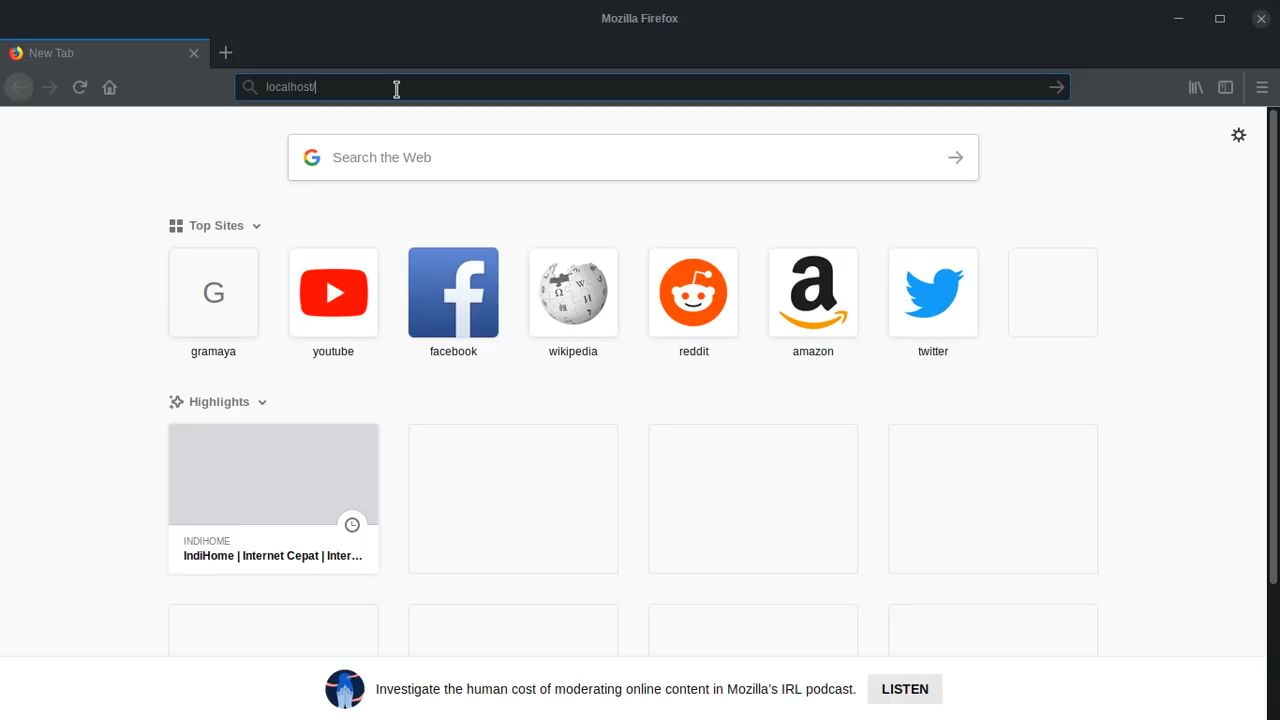 Mozilla Firefox
New Tab
localhost/
Search the Web
Top Sites
G
gramaya
youtube
facebook
wikipedia
reddit
amazon
twitter
Highlights
INDIHOME
IndiHome | Internet Cepat | Inter...
Investigate the human cost of moderating online content in Mozilla's IRL podcast.
LISTEN